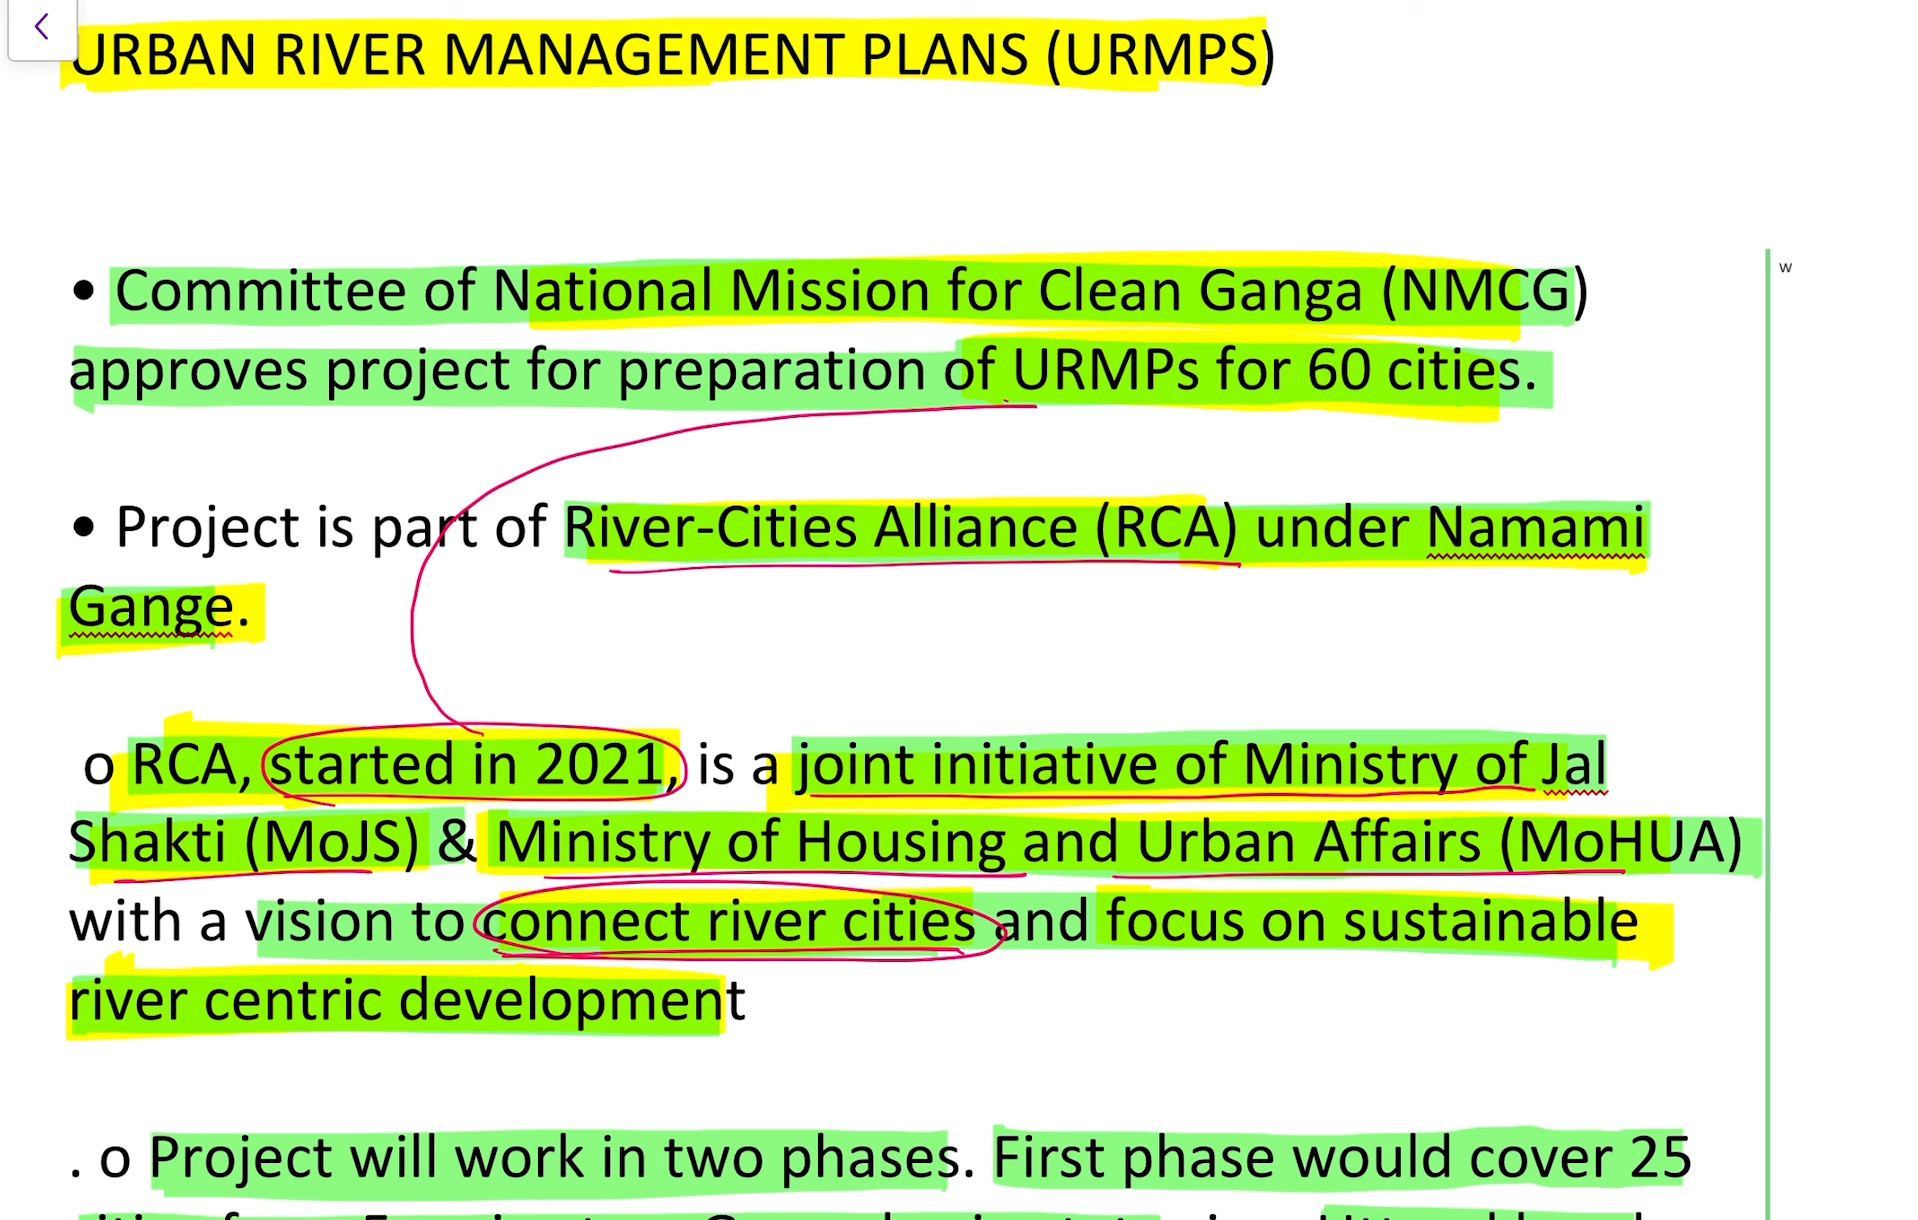 URBAN RIVER MANAGEMENT PLANS (URMPS)
• Committee of National Mission for Clean Ganga (NMCG)
approves project for preparation of URMPs for 60 cities.
w
• Project is part of River-Cities Alliance (RCA) under Namami
Gange.
o RCA, started in 2021, is a joint initiative of Ministry of Jal
Shakti (MoJS) & Ministry of Housing and Urban Affairs (MoHUA)
with a vision to connect river cities and focus on sustainable
river centric development
. o Project will work in two phases. First phase would cover 25